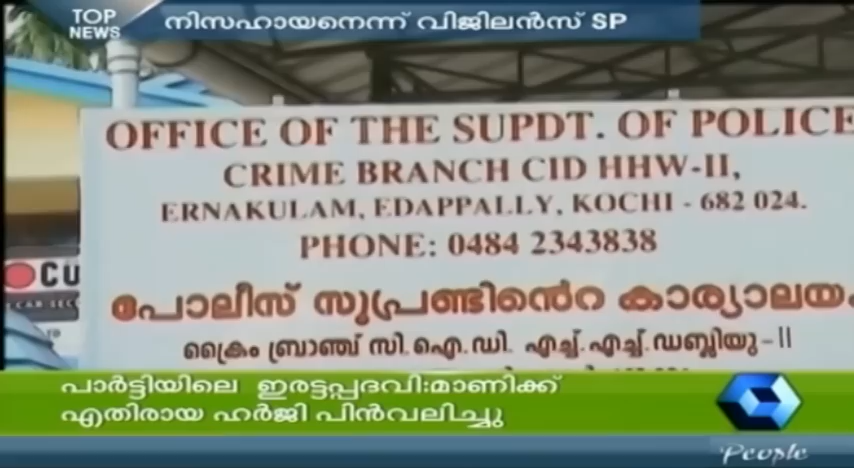 TOP NEWS
നിസഹായനെന്ന് വിജിലൻസ് SP
OFFICE OF THE SUPDT. OF POLICE
CRIME BRANCH CID HHW-II,
ERNAKULAM, EDAPPALLY, KOCHI - 682 024.
PHONE: 0484 2343838
പോലീസ് സൂപ്രണ്ടിൻെറ കാര്യാലയം
ക്രൈം ബ്രാഞ്ച് സി.ഐ.ഡി. എച്ച്.എച്ച്.ഡബ്ലിയു-II
പാർട്ടിയിലെ ഇരട്ടപ്പദവി:മാണിക്ക്
എതിരായ ഹർജി പിൻവലിച്ചു
People